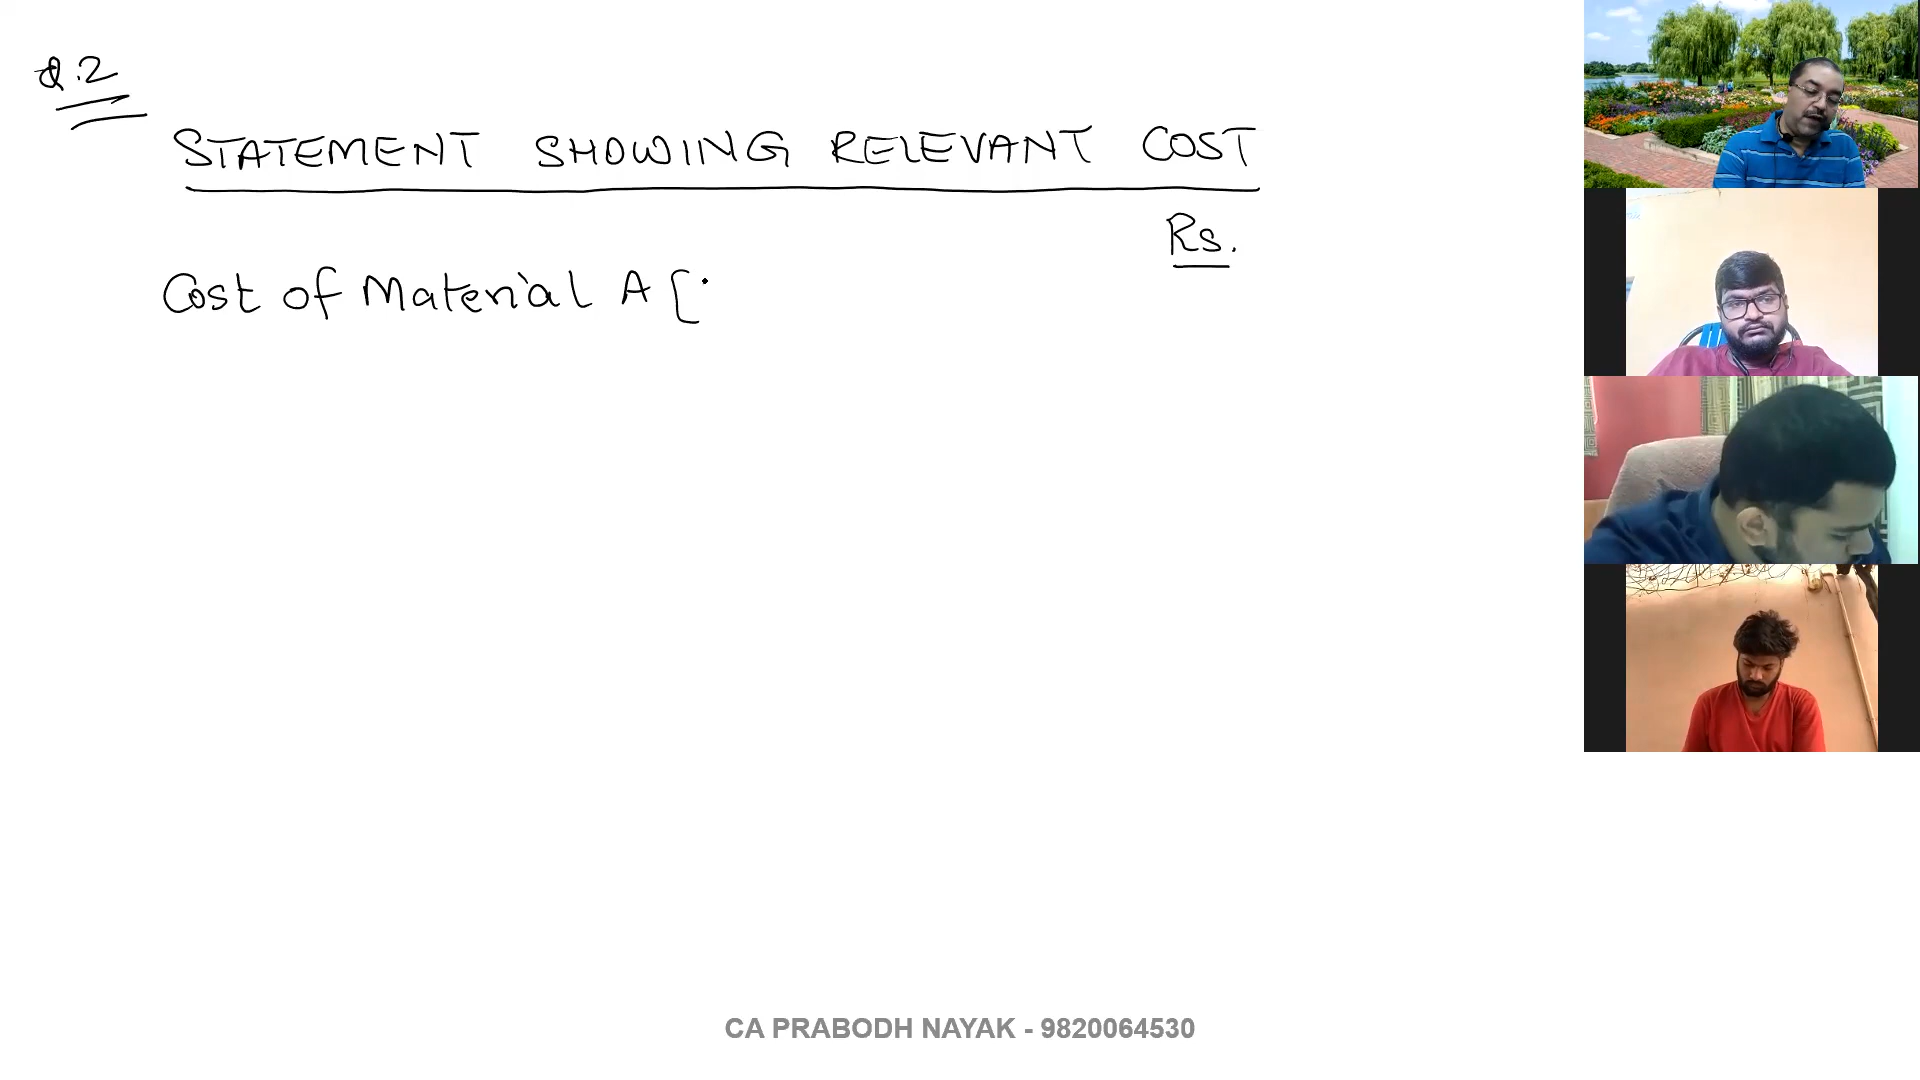 Q.2
STATEMENT SHOWING RELEVANT COST
Rs.
Cost of Material A [
CA PRABODH NAYAK - 9820064530